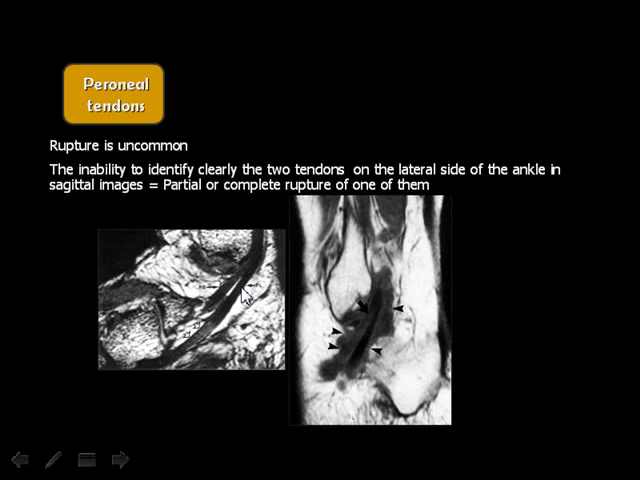 Peroneal
tendons
Rupture is uncommon
The inability to identify clearly the two tendons on the lateral side of the ankle in
sagittal images = Partial or complete rupture of one of them